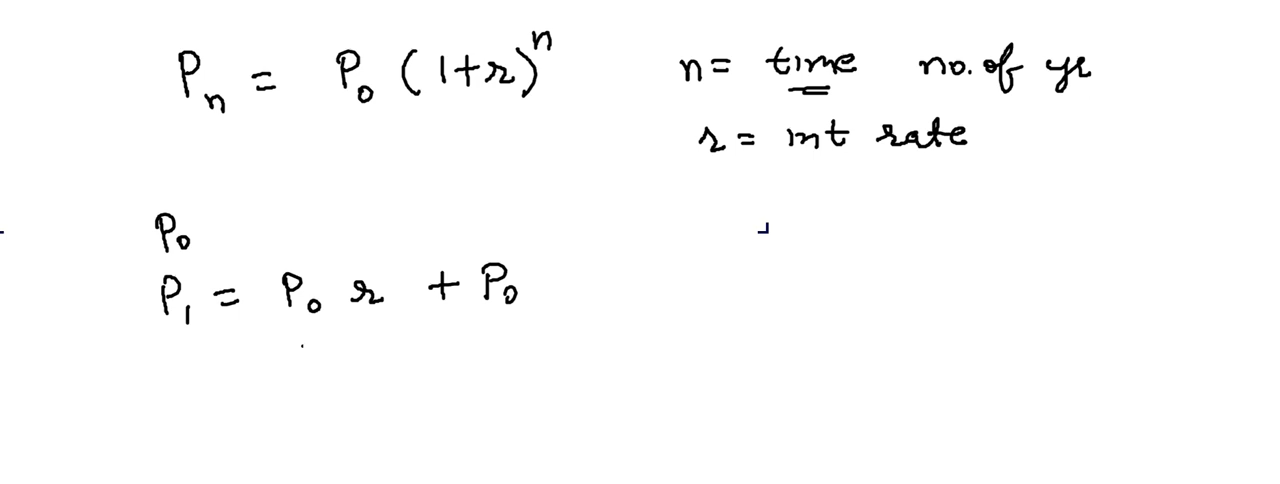 Pₙ = P₀ (1+r)ⁿ n = time no. of yr
r = int rate
P₀
P₁ = P₀ r + P₀